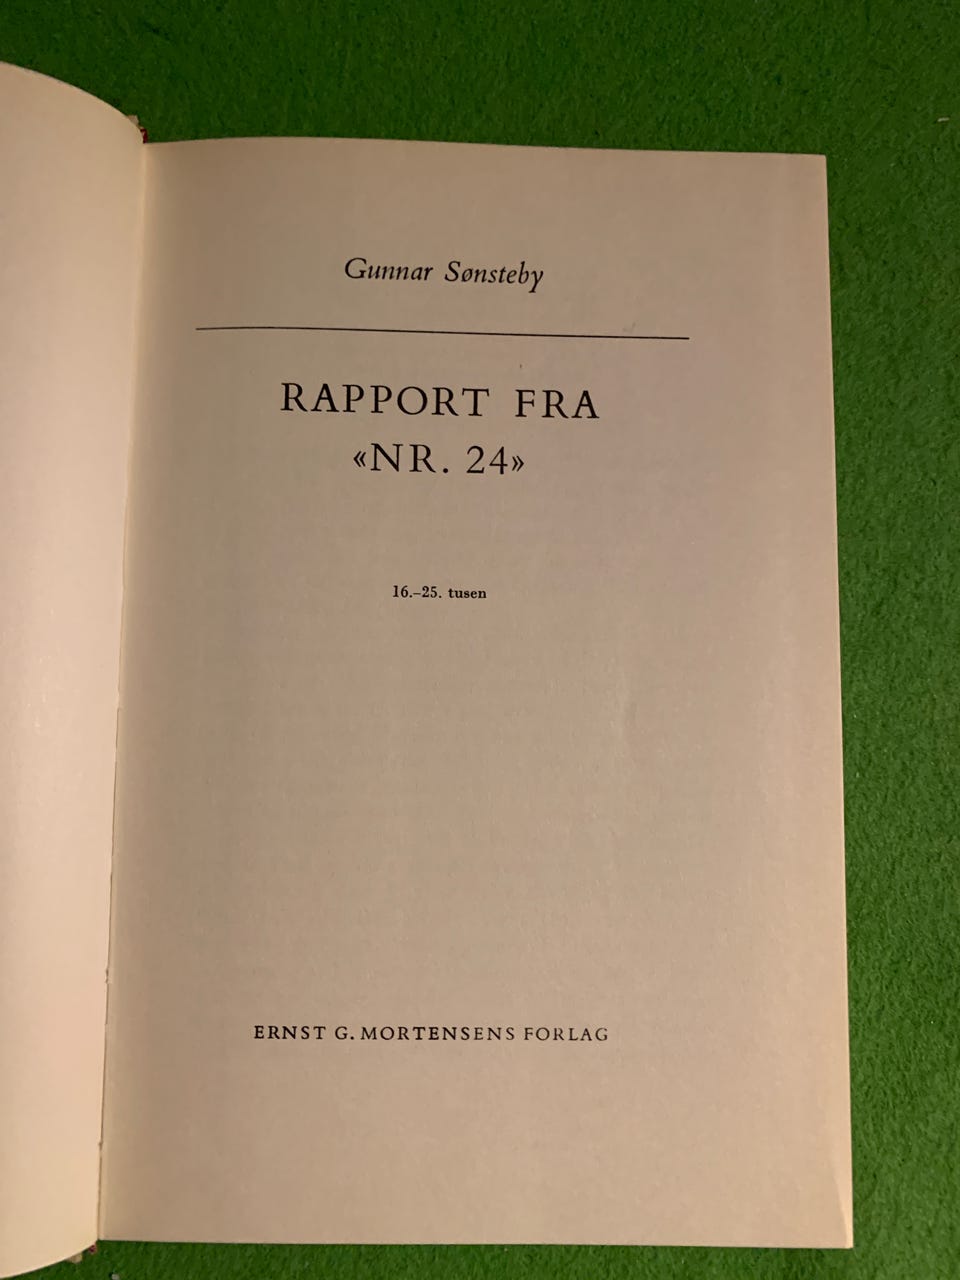 Gunnar Sønsteby
RAPPORT FRA
«NR. 24»
16.–25. tusen
ERNST G. MORTENSENS FORLAG